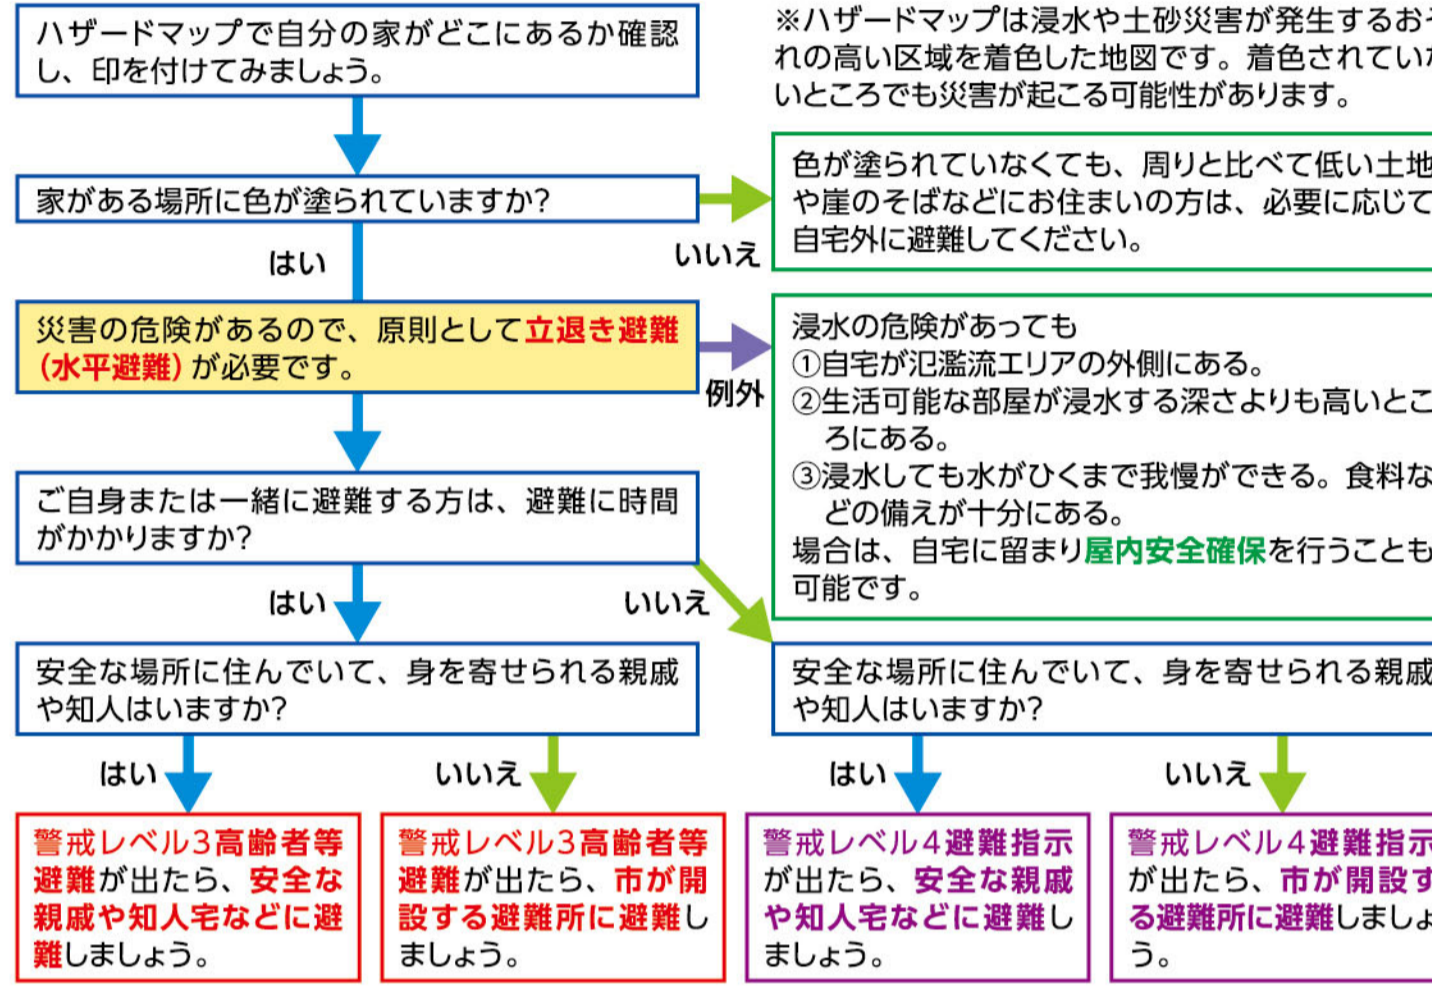 ハザードマップで自分の家がどこにあるか確認
し、印を付けてみましょう。
※ハザードマップは浸水や土砂災害が発生するおそ
れの高い区域を着色した地図です。着色されていな
いところでも災害が起こる可能性があります。
家がある場所に色が塗られていますか?
はい
いいえ
色が塗られていなくても、周りと比べて低い土地
や崖のそばなどにお住まいの方は、必要に応じて
自宅外に避難してください。
災害の危険があるので、原則として立退き避難
(水平避難)が必要です。
例外
浸水の危険があっても
①自宅が氾濫流エリアの外側にある。
②生活可能な部屋が浸水する深さよりも高いとこ
ろにある。
③浸水しても水がひくまで我慢ができる。食料な
どの備えが十分にある。
場合は、自宅に留まり屋内安全確保を行うことも
可能です。
ご自身または一緒に避難する方は、避難に時間
がかかりますか?
はい
いいえ
安全な場所に住んでいて、身を寄せられる親戚
や知人はいますか?
はい
いいえ
安全な場所に住んでいて、身を寄せられる親戚
や知人はいますか?
はい
いいえ
警戒レベル3高齢者等
避難が出たら、安全な
親戚や知人宅などに避
難しましょう。
警戒レベル3高齢者等
避難が出たら、市が開
設する避難所に避難し
ましょう。
警戒レベル4避難指示
が出たら、安全な親戚
や知人宅などに避難し
ましょう。
警戒レベル4避難指示
が出たら、市が開設す
る避難所に避難しましょ
う。